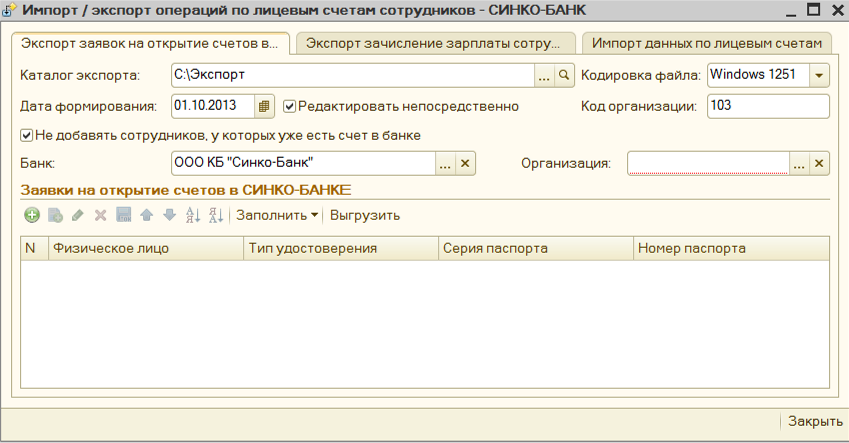 Импорт / экспорт операций по лицевым счетам сотрудников - СИНКО-БАНК
Экспорт заявок на открытие счетов в... Экспорт зачисление зарплаты сотру... Импорт данных по лицевым счетам
Каталог экспорта: C:\Экспорт ... Кодировка файла: Windows 1251
Дата формирования: 01.10.2013 Редактировать непосредственно Код организации: 103
Не добавять сотрудников, у которых уже есть счет в банке
Банк: ООО КБ "Синко-Банк" ... Организация: ...
Заявки на открытие счетов в СИНКО-БАНКЕ
Заполнить Выгрузить
N Физическое лицо Тип удостоверения Серия паспорта Номер паспорта
Закрыть